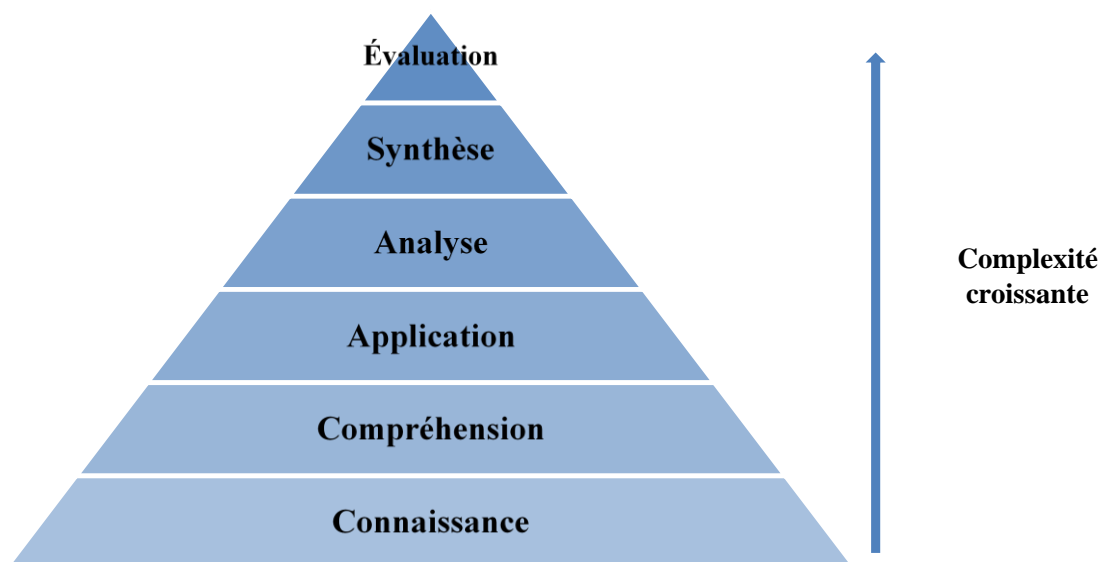 Évaluation
Synthèse
Analyse
Application
Compréhension
Connaissance
Complexité
croissante